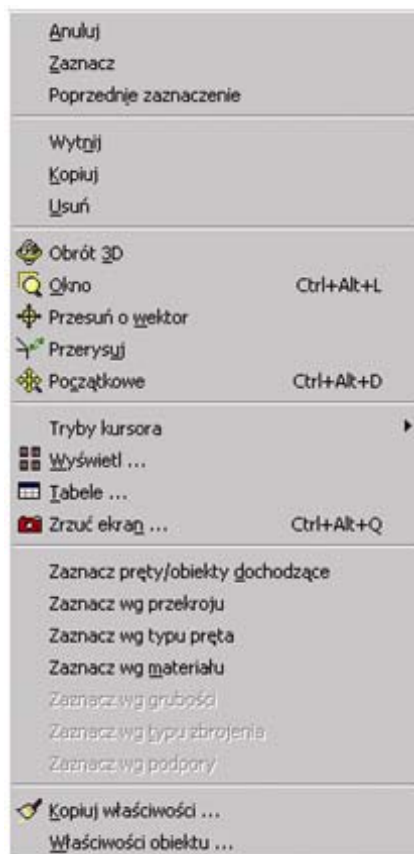 Anuluj
Zaznacz
Poprzednie zaznaczenie
Wytnij
Kopiuj
Usuń
Obrót 3D
Okno Ctrl+Alt+L
Przesuń o wektor
Przerysuj
Początkowe Ctrl+Alt+D
Tryby kursora
Wyświetl ...
Tabele ...
Zrzuć ekran ... Ctrl+Alt+Q
Zaznacz pręty/obiekty dochodzące
Zaznacz wg przekroju
Zaznacz wg typu pręta
Zaznacz wg materiału
Zaznacz wg grubości
Zaznacz wg typu zbrojenia
Zaznacz wg podpory
Kopiuj właściwości ...
Właściwości obiektu ...